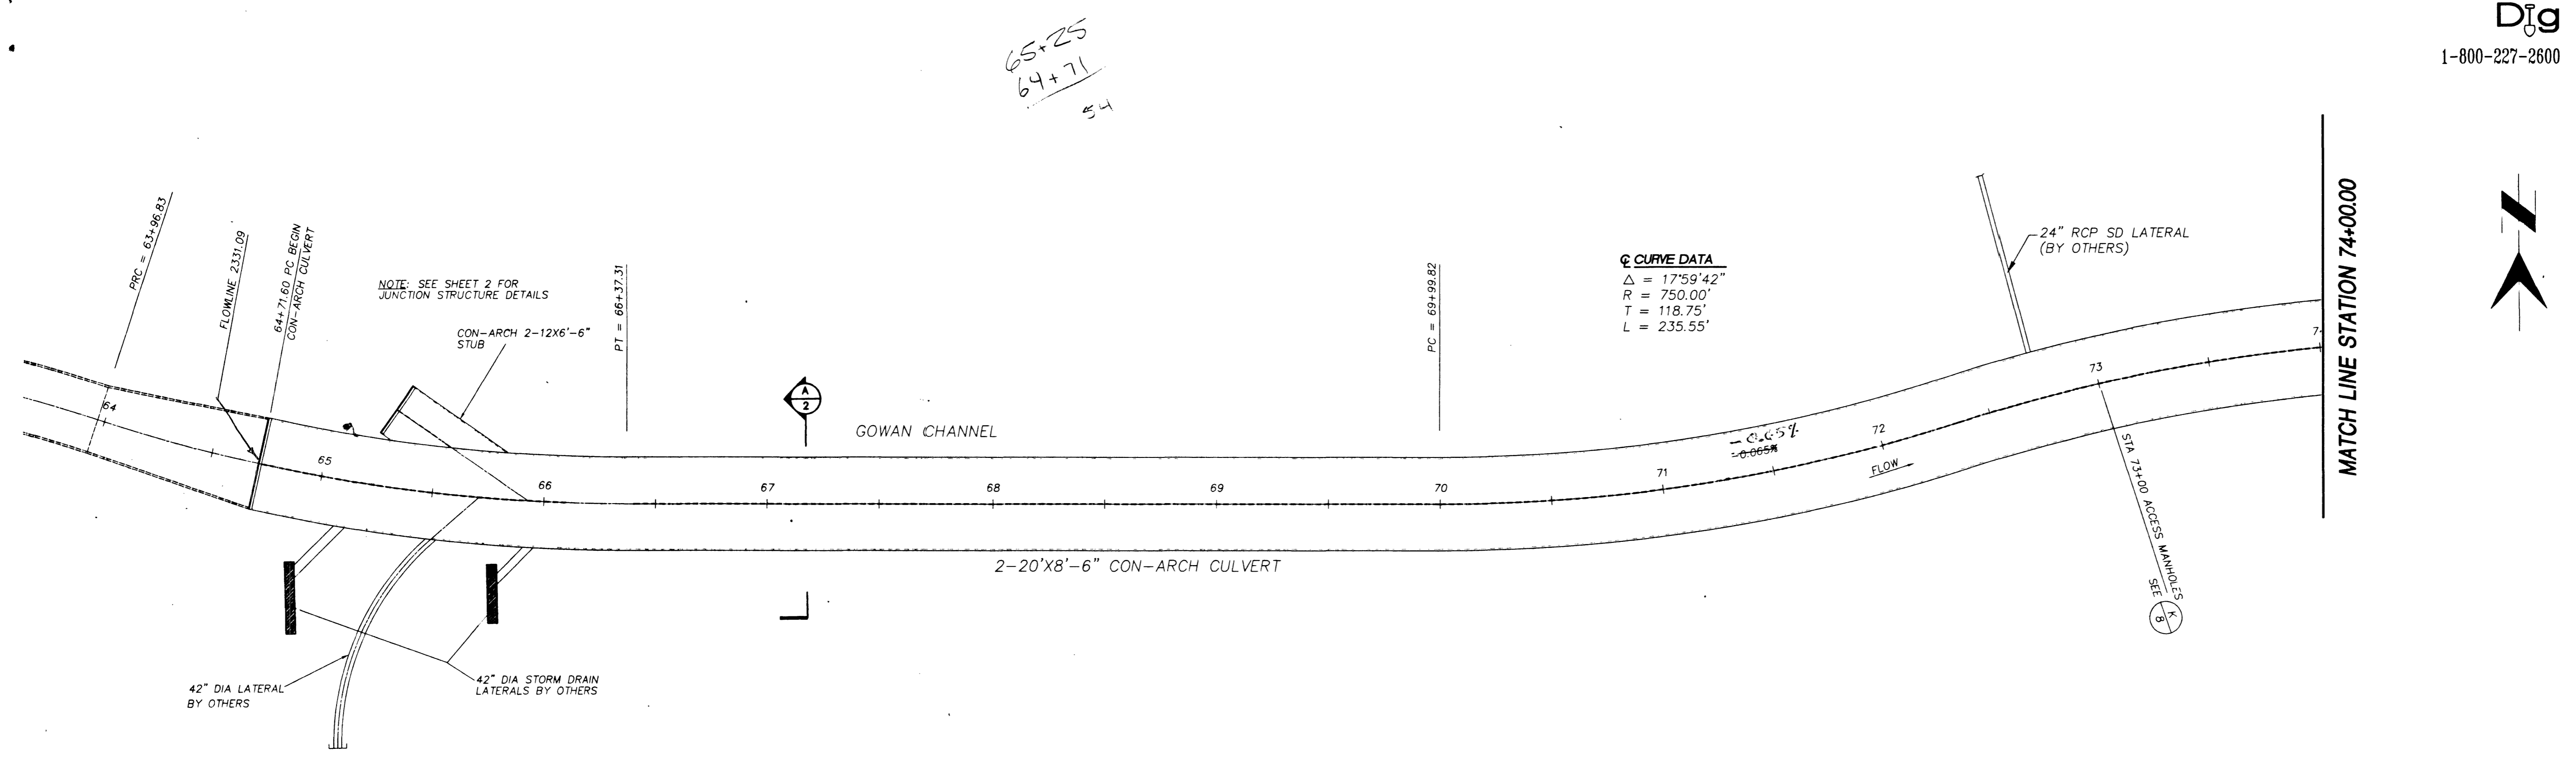 Dig
1-800-227-2600
65+25
64+71
54
PRC = 63+96.83
FLOWLINE 2331.09
64+71.60 PC BEGIN
CON-ARCH CULVERT
NOTE: SEE SHEET 2 FOR
JUNCTION STRUCTURE DETAILS
CON-ARCH 2-12X6'-6"
STUB
PT = 66+37.31
A
2
GOWAN CHANNEL
PC = 69+99.82
℄ CURVE DATA
Δ = 17°59'42"
R = 750.00'
T = 118.75'
L = 235.55'
24" RCP SD LATERAL
(BY OTHERS)
MATCH LINE STATION 74+00.00
64
65
66
67
68
69
70
71
72
73
7
-0.065%
FLOW
2-20'X8'-6" CON-ARCH CULVERT
STA 73+00 ACCESS MANHOLES
SEE
K
8
42" DIA LATERAL
BY OTHERS
42" DIA STORM DRAIN
LATERALS BY OTHERS